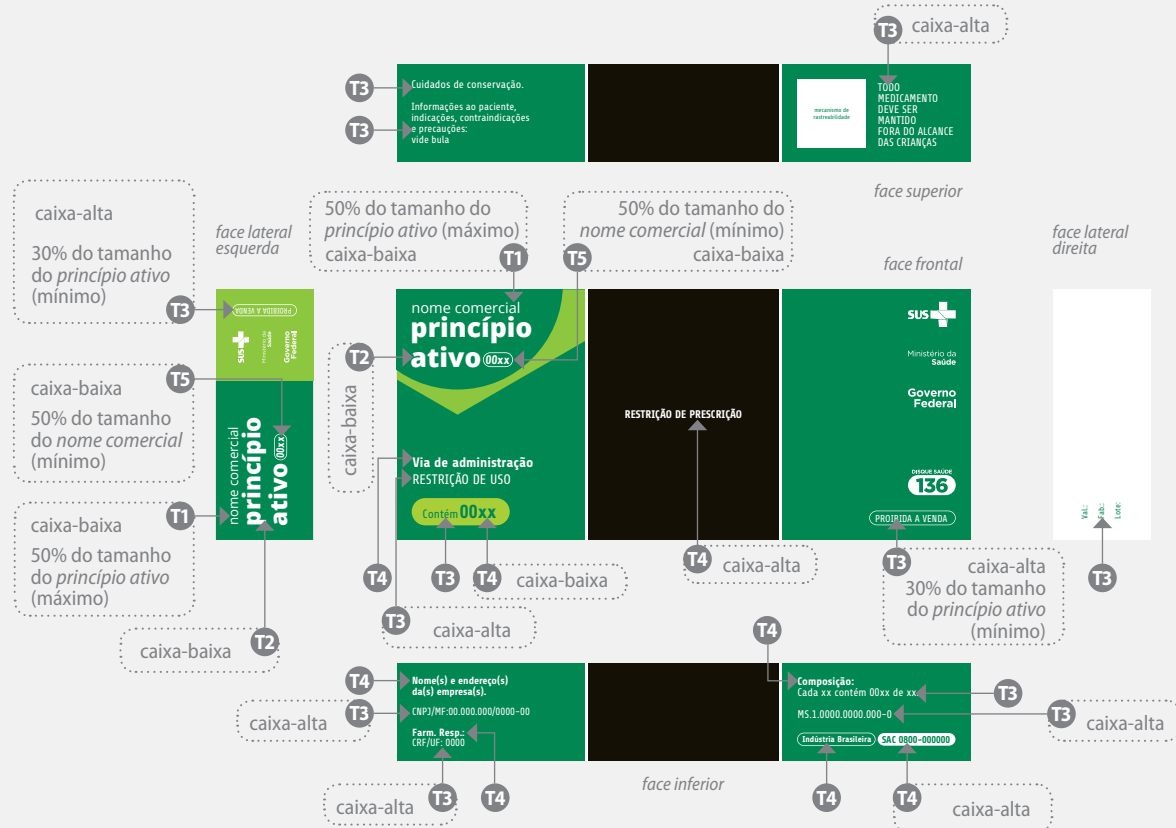 T3
caixa-alta
T3
Cuidados de conservação.
T3
Informações ao paciente,
indicações, contraindicações
e precauções:
vide bula
mecanismo de
rastreabilidade
TODO
MEDICAMENTO
DEVE SER
MANTIDO
FORA DO ALCANCE
DAS CRIANÇAS
face superior
caixa-alta
30% do tamanho
do princípio ativo
(mínimo)
T3
face lateral
esquerda
50% do tamanho do
princípio ativo (máximo)
caixa-baixa
T1
50% do tamanho do
nome comercial (mínimo)
caixa-baixa
T5
face frontal
face lateral
direita
PROIBIDA A VENDA
SUS
Ministério da
Saúde
Governo
Federal
T5
caixa-baixa
50% do tamanho
do nome comercial
(mínimo)
nome comercial
princípio
ativo 00xx
T1
caixa-baixa
50% do tamanho
do princípio ativo
(máximo)
T2
caixa-baixa
nome comercial
princípio
ativo 00xx
T2
caixa-baixa
Via de administração
RESTRIÇÃO DE USO
Contém 00xx
T4
T3
T4
caixa-baixa
T3
caixa-alta
RESTRIÇÃO DE PRESCRIÇÃO
T4
caixa-alta
SUS
Ministério da
Saúde
Governo
Federal
DISQUE SAÚDE
136
PROIBIDA A VENDA
T3
caixa-alta
30% do tamanho
do princípio ativo
(mínimo)
Val.:
Fab.:
Lote:
T3
T4
Nome(s) e endereço(s)
da(s) empresa(s).
caixa-alta
T3
CNPJ/MF:00.000.000/0000-00
Farm. Resp.:
CRF/UF: 0000
caixa-alta
T3
T4
face inferior
T4
Composição:
Cada xx contém 00xx de xx.
T3
MS.1.0000.0000.000-0
T3
caixa-alta
Indústria Brasileira
SAC 0800-000000
T4
T4
caixa-alta